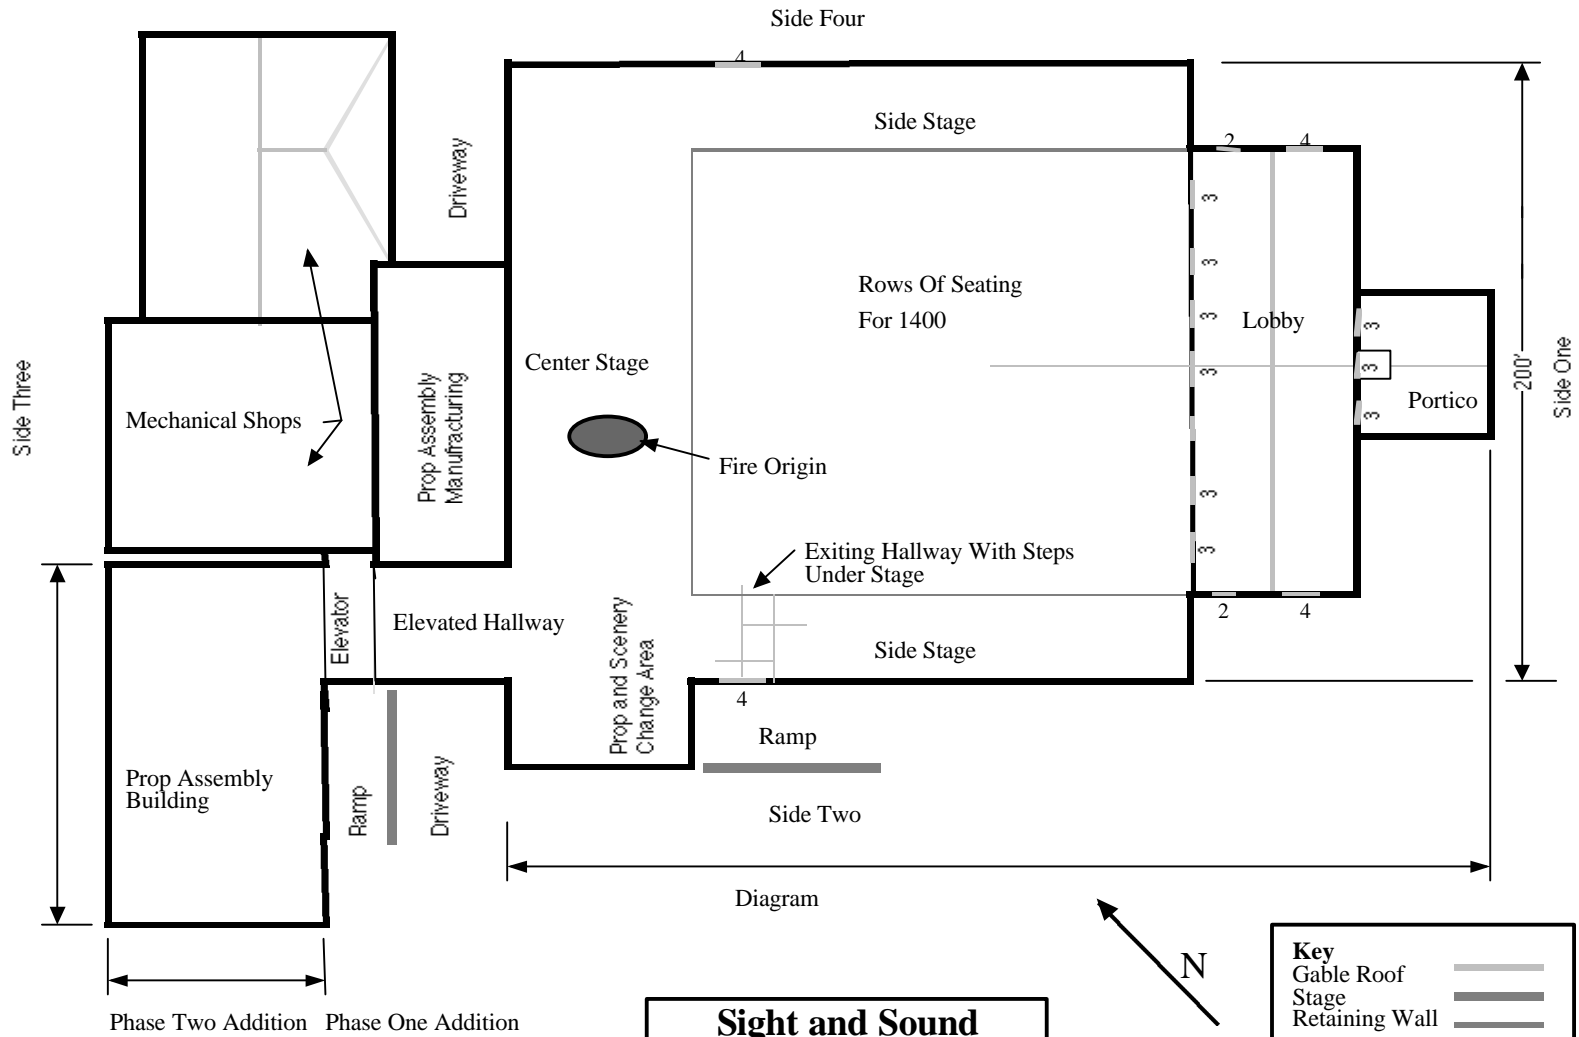 Side Four
4
Side Stage
2
4
Driveway
3
3
Rows Of Seating
For 1400
3
Lobby
3
Center Stage
3
3
Portico
200'
Side One
Side Three
Mechanical Shops
Prop Assembly
Manufracturing
Fire Origin
3
3
Exiting Hallway With Steps
Under Stage
Elevator
Elevated Hallway
2
4
Side Stage
Prop and Scenery
Change Area
4
Ramp
Prop Assembly
Building
Ramp
Driveway
Side Two
Diagram
N
Key
Gable Roof
Stage
Retaining Wall
Phase Two Addition
Phase One Addition
Sight and Sound